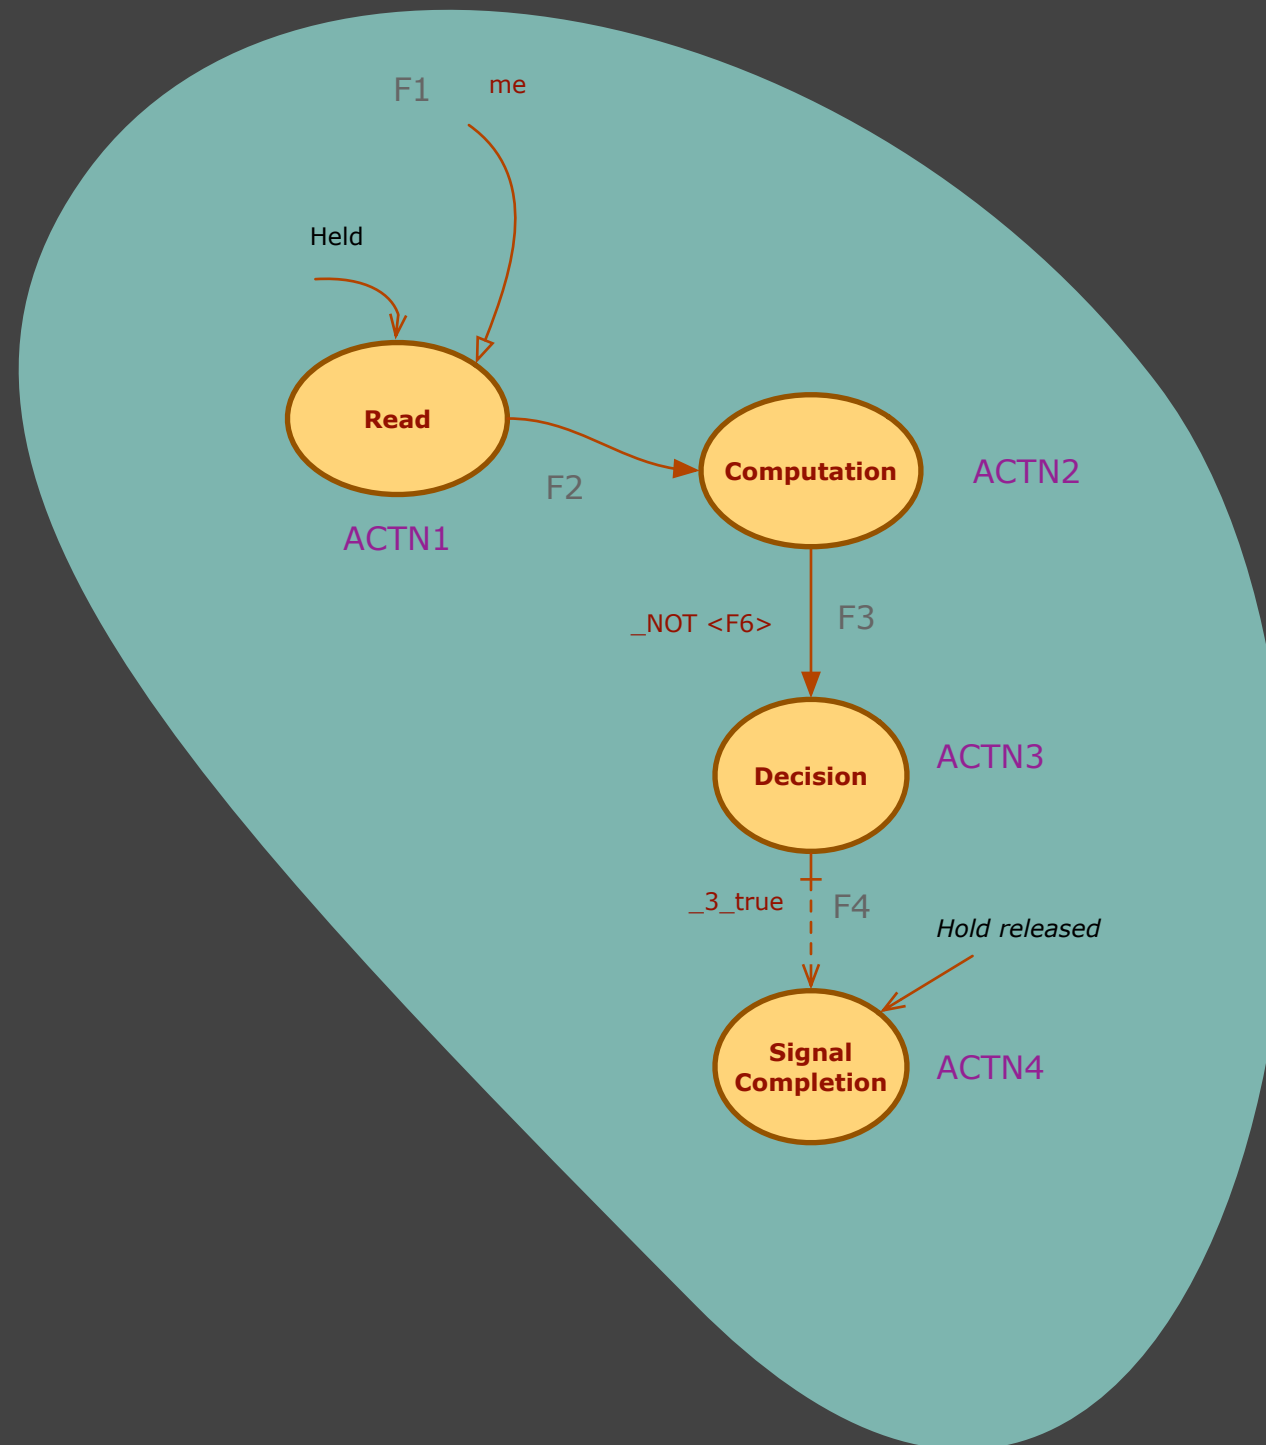 F1
me
Held
Read
ACTN1
F2
Computation
ACTN2
_NOT <F6>
F3
Decision
ACTN3
_3_true
F4
Hold released
Signal
Completion
ACTN4